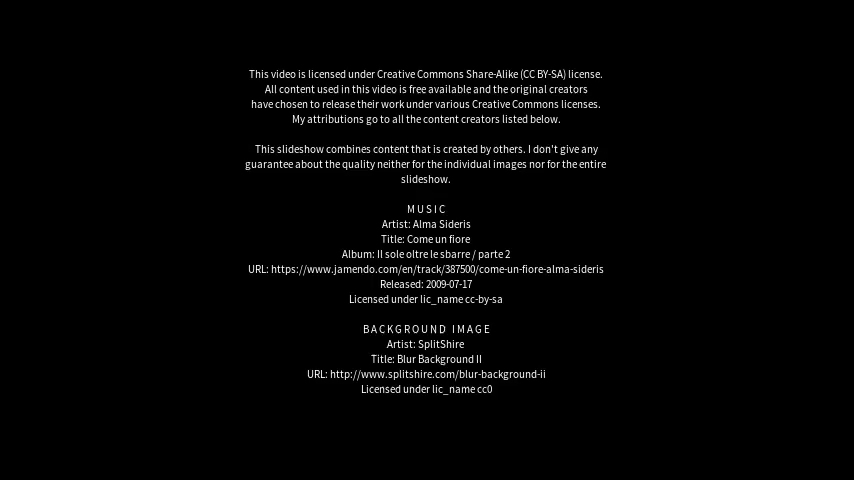 This video is licensed under Creative Commons Share-Alike (CC BY-SA) license.
All content used in this video is free available and the original creators
have chosen to release their work under various Creative Commons licenses.
My attributions go to all the content creators listed below.
This slideshow combines content that is created by others. I don't give any
guarantee about the quality neither for the individual images nor for the entire
slideshow.
MUSIC
Artist: Alma Sideris
Title: Come un fiore
Album: Il sole oltre le sbarre / parte 2
URL: https://www.jamendo.com/en/track/387500/come-un-fiore-alma-sideris
Released: 2009-07-17
Licensed under lic_name cc-by-sa
BACKGROUND IMAGE
Artist: SplitShire
Title: Blur Background II
URL: http://www.splitshire.com/blur-background-ii
Licensed under lic_name cc0